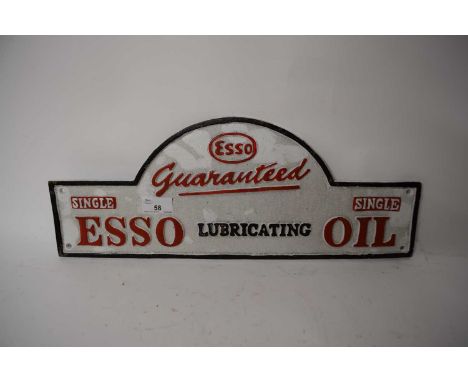 Esso
Guaranteed
SINGLE SINGLE
58
ESSO LUBRICATING OIL